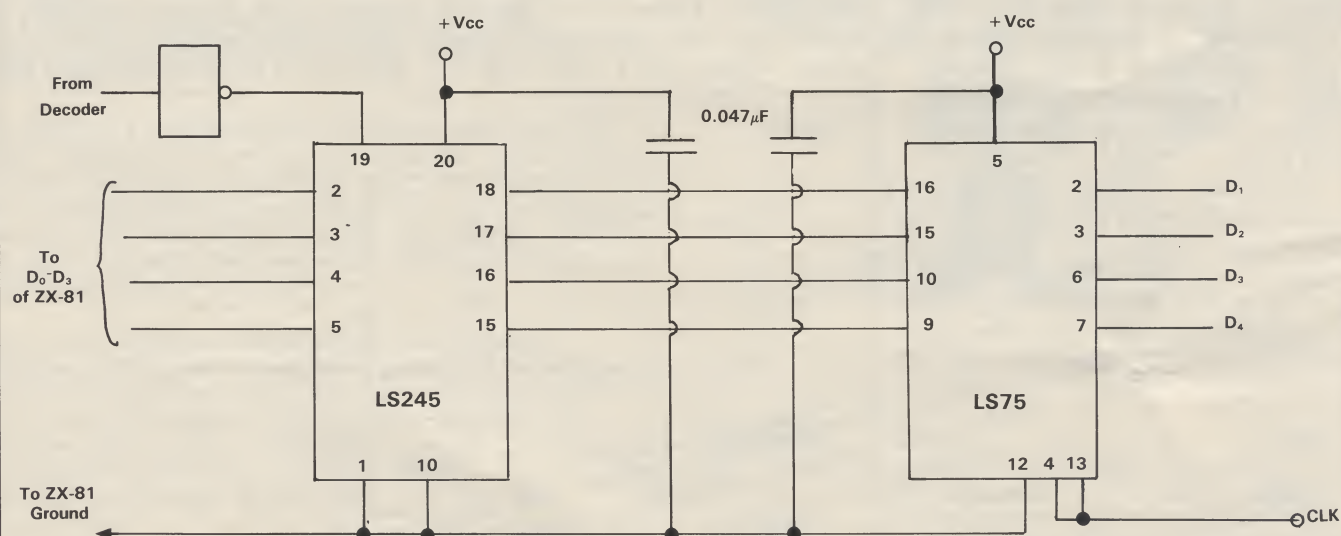 + Vcc
+ Vcc
From
Decoder
0.047μF
19 20
5
2 18
16 2 D₁
3 17
15 3 D₂
To
D₀-D₃
of ZX-81
4 16
10 6 D₃
5 15
9 7 D₄
LS245
LS75
1 10
12 4 13
To ZX-81
Ground
CLK